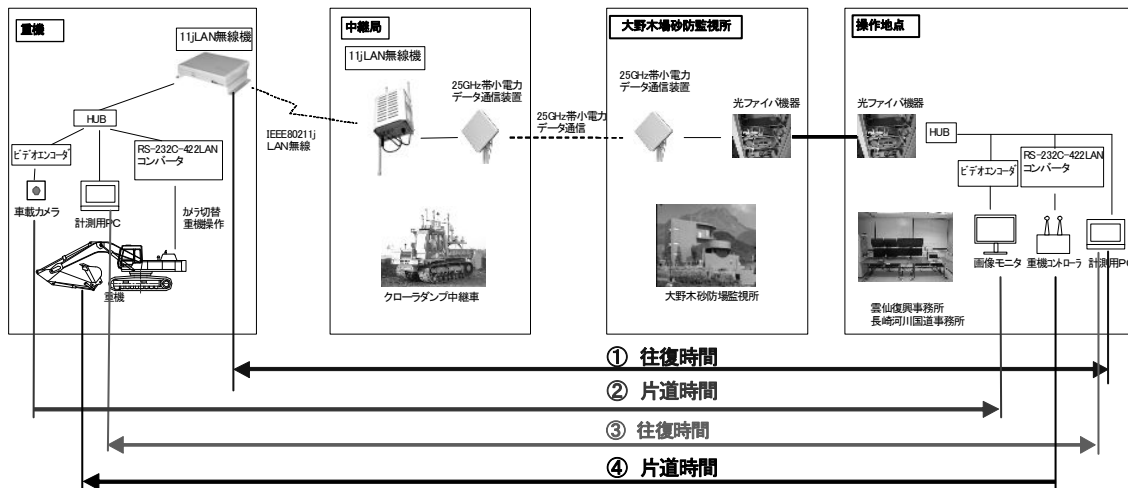 重機
11jLAN無線機
HUB
ビデオエンコーダ
RS-232C-422LAN
コンバータ
車載カメラ
計測用PC
カメラ切替
重機操作
重機
IEEE80211j
LAN無線
中継局
11jLAN無線機
25GHz帯小電力
データ通信装置
クローラダンプ中継車
25GHz帯小電力
データ通信
大野木場砂防監視所
25GHz帯小電力
データ通信装置
光ファイバ機器
大野木砂防場監視所
操作地点
光ファイバ機器
HUB
ビデオエンコーダ
RS-232C-422LAN
コンバータ
画像モニタ
重機コントローラ
計測用PC
雲仙復興事務所
長崎河川国道事務所
① 往復時間
② 片道時間
③ 往復時間
④ 片道時間